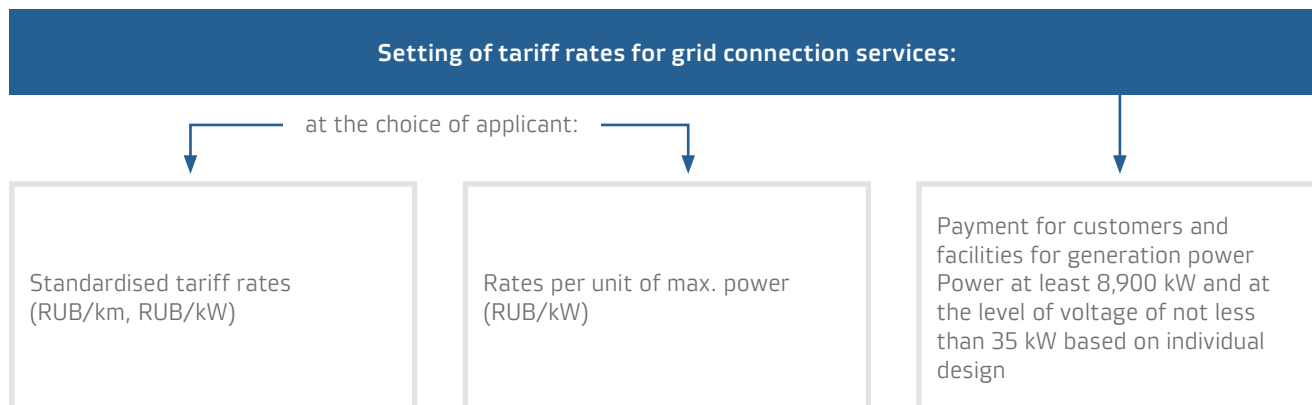 Setting of tariff rates for grid connection services:
at the choice of applicant:
Standardised tariff rates
(RUB/km, RUB/kW)
Rates per unit of max. power
(RUB/kW)
Payment for customers and
facilities for generation power
Power at least 8,900 kW and at
the level of voltage of not less
than 35 kW based on individual
design